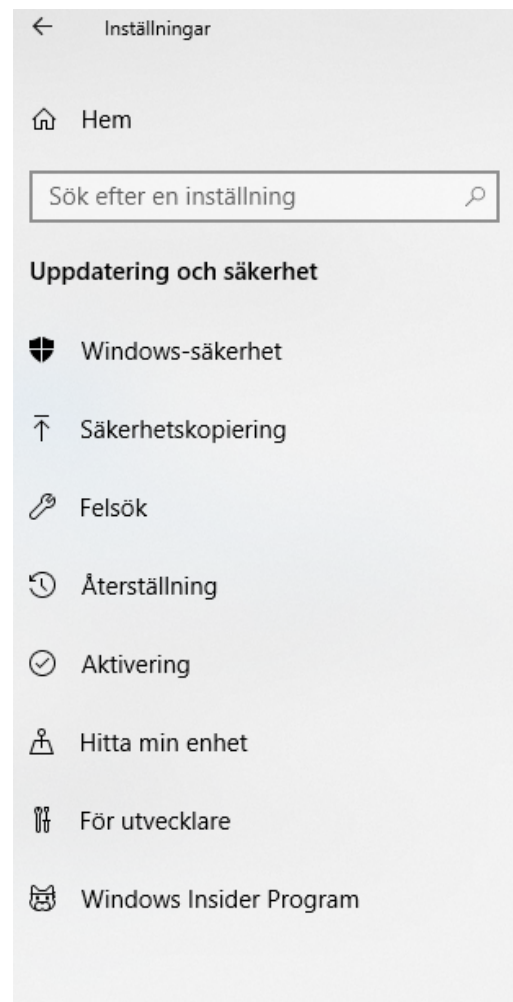 Inställningar
Hem
Sök efter en inställning
Uppdatering och säkerhet
Windows-säkerhet
Säkerhetskopiering
Felsök
Återställning
Aktivering
Hitta min enhet
För utvecklare
Windows Insider Program